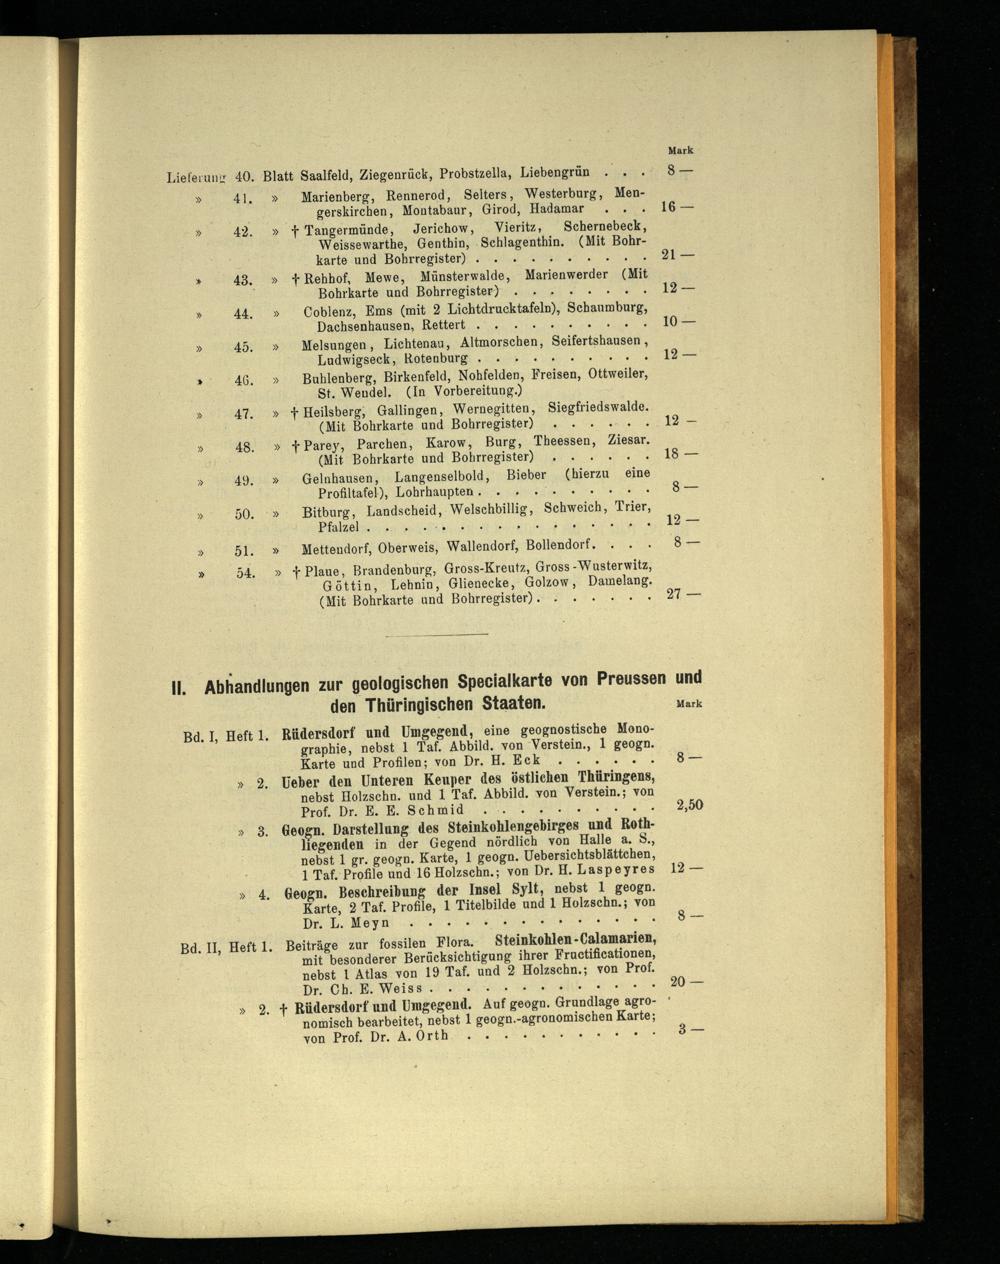 Mark
Lieferung 40. Blatt Saalfeld, Ziegenrück, Probstzella, Liebengrün . . . 8 —
» 41. » Marienberg, Rennerod, Selters, Westerburg, Men-
gerskirchen, Montabaur, Girod, Hadamar . . . 16 —
» 42. » † Tangermünde, Jerichow, Vieritz, Schernebeck,
Weissewarthe, Genthin, Schlagenthin. (Mit Bohr-
karte und Bohrregister) . . . . . . . . . . 21 —
» 43. » † Rehhof, Mewe, Münsterwalde, Marienwerder (Mit
Bohrkarte und Bohrregister) . . . . . . . . 12 —
» 44. » Coblenz, Ems (mit 2 Lichtdrucktafeln), Schaumburg,
Dachsenhausen, Rettert . . . . . . . . . . 10 —
» 45. » Melsungen, Lichtenau, Altmorschen, Seifertshausen,
Ludwigseck, Rotenburg . . . . . . . . . . 12 —
» 46. » Buhlenberg, Birkenfeld, Nohfelden, Freisen, Ottweiler,
St. Wendel. (In Vorbereitung.)
» 47. » † Heilsberg, Gallingen, Wernegitten, Siegfriedswalde.
(Mit Bohrkarte und Bohrregister) . . . . . . 12 —
» 48. » † Parey, Parchen, Karow, Burg, Theessen, Ziesar.
(Mit Bohrkarte und Bohrregister) . . . . . . 18 —
» 49. » Gelnhausen, Langenselbold, Bieber (hierzu eine
Profiltafel), Lohrhaupten . . . . . . . . . . 8 —
» 50. » Bitburg, Landscheid, Welschbillig, Schweich, Trier,
Pfalzel . . . . . . . . . . . . . . . . 12 —
» 51. » Mettendorf, Oberweis, Wallendorf, Bollendorf. . . . 8 —
» 54. » † Plaue, Brandenburg, Gross-Kreutz, Gross-Wusterwitz,
Göttin, Lehnin, Glienecke, Golzow, Damelang.
(Mit Bohrkarte und Bohrregister) . . . . . . . 27 —
II. Abhandlungen zur geologischen Specialkarte von Preussen und
den Thüringischen Staaten.
Mark
Bd. I, Heft 1. Rüdersdorf und Umgegend, eine geognostische Mono-
graphie, nebst 1 Taf. Abbild. von Verstein., 1 geogn.
Karte und Profilen; von Dr. H. Eck . . . . . . 8 —
» 2. Ueber den Unteren Keuper des östlichen Thüringens,
nebst Holzschn. und 1 Taf. Abbild. von Verstein.; von
Prof. Dr. E. E. Schmid . . . . . . . . . . 2,50
» 3. Geogn. Darstellung des Steinkohlengebirges und Roth-
liegenden in der Gegend nördlich von Halle a. S.,
nebst 1 gr. geogn. Karte, 1 geogn. Uebersichtsblättchen,
1 Taf. Profile und 16 Holzschn.; von Dr. H. Laspeyres 12 —
» 4. Geogn. Beschreibung der Insel Sylt, nebst 1 geogn.
Karte, 2 Taf. Profile, 1 Titelbilde und 1 Holzschn.; von
Dr. L. Meyn . . . . . . . . . . . . . . 8 —
Bd. II, Heft 1. Beiträge zur fossilen Flora. Steinkohlen-Calamarien,
mit besonderer Berücksichtigung ihrer Fructificationen,
nebst 1 Atlas von 19 Taf. und 2 Holzschn.; von Prof.
Dr. Ch. E. Weiss . . . . . . . . . . . . . 20 —
» 2. † Rüdersdorf und Umgegend. Auf geogn. Grundlage agro-
nomisch bearbeitet, nebst 1 geogn.-agronomischen Karte;
von Prof. Dr. A. Orth . . . . . . . . . . . 3 —